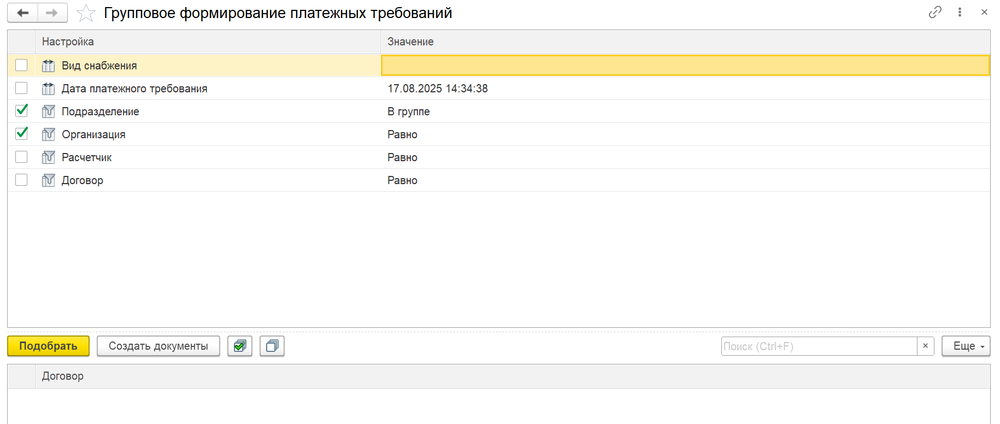 Групповое формирование платежных требований
Настройка Значение
Вид снабжения
Дата платежного требования 17.08.2025 14:34:38
Подразделение В группе
Организация Равно
Расчетчик Равно
Договор Равно
Подобрать Создать документы Поиск (Ctrl+F) × Еще
Договор